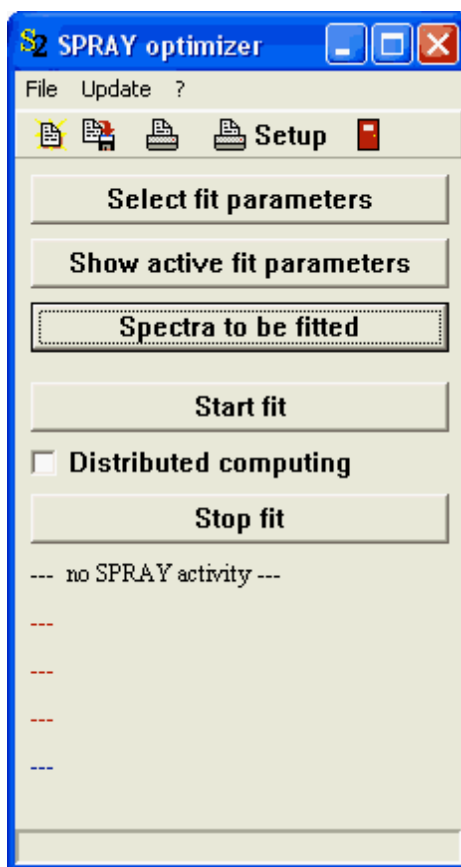 S2 SPRAY optimizer
File Update ?
Setup
Select fit parameters
Show active fit parameters
Spectra to be fitted
Start fit
Distributed computing
Stop fit
--- no SPRAY activity ---
---
---
---
---